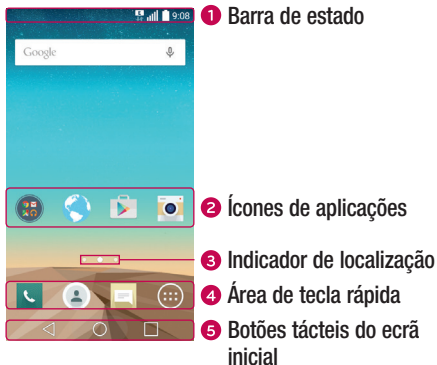 9:08
Google
1 Barra de estado
2 Ícones de aplicações
3 Indicador de localização
4 Área de tecla rápida
5 Botões tácteis do ecrã
inicial